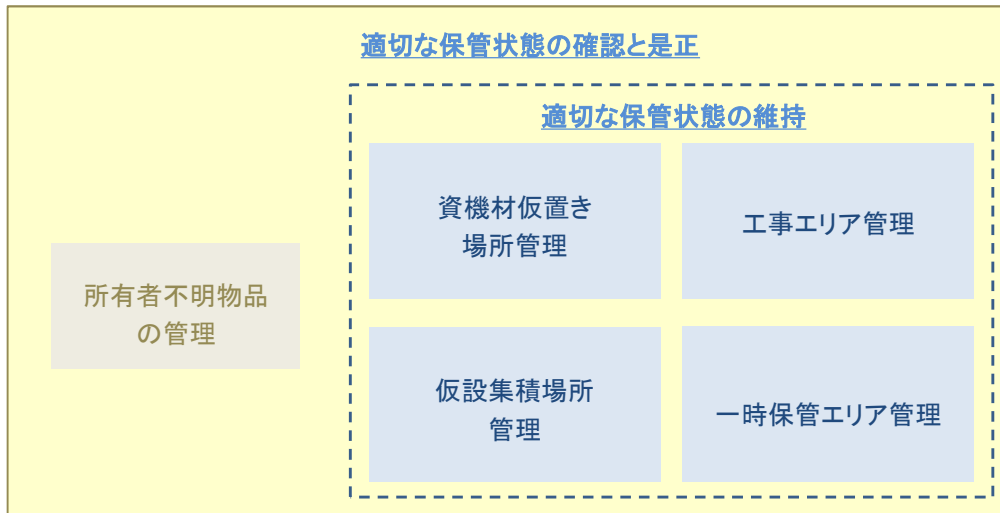 適切な保管状態の確認と是正
適切な保管状態の維持
資機材仮置き
場所管理
工事エリア管理
所有者不明物品
の管理
仮設集積場所
管理
一時保管エリア管理